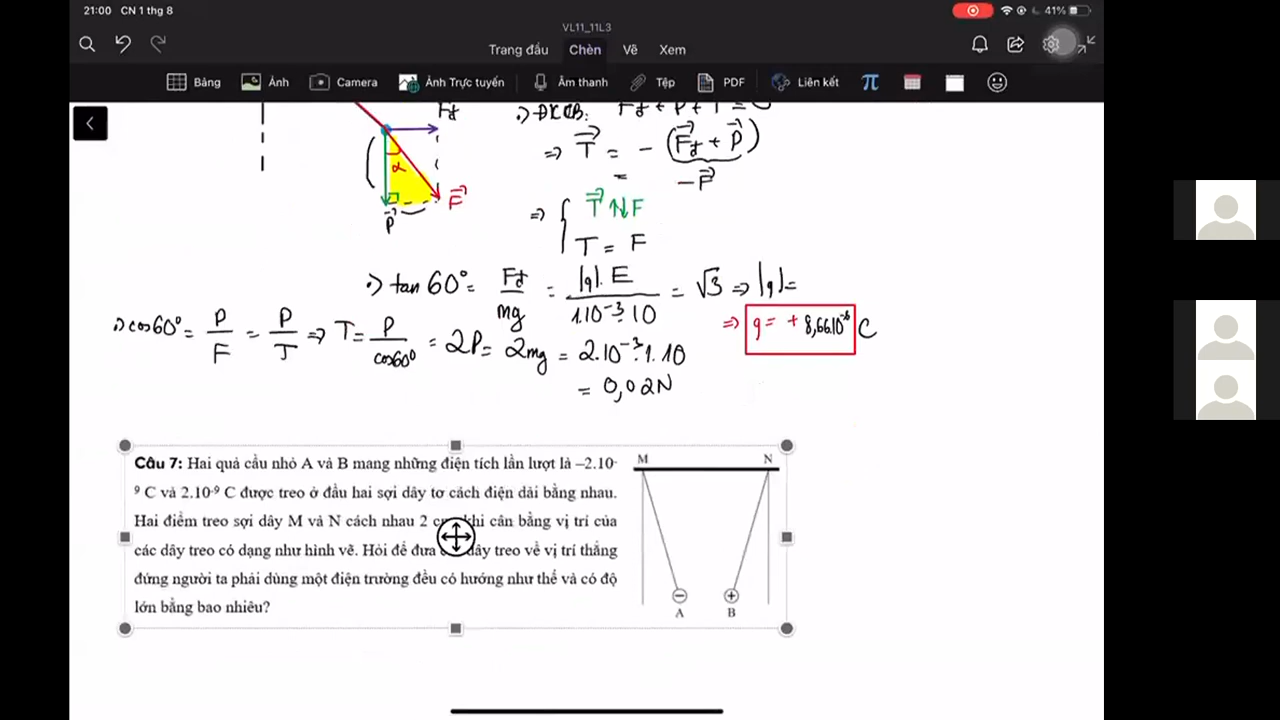 21:00 CN 1 thg 8
41%
VL11_11L3
Trang đầu Chèn Vẽ Xem
Bảng Ảnh Camera Ảnh Trực tuyến Âm thanh Tệp PDF Liên kết π
Fđ
•) ĐKCB: Fđ + P + T = 0
=> T = - (Fđ + P)
- F
α
F
P
=> { T ↑↓ F
T = F
•) tan 60° = Fđ/mg = |q|.E / 1.10⁻³.10 = √3 => |q| =
=> q = + 8,66.10⁻⁶ C
•) cos60° = P/F = P/T => T = P/cos60° = 2P = 2mg = 2.10⁻³.1.10
= 0,02N
Câu 7: Hai quả cầu nhỏ A và B mang những điện tích lần lượt là –2.10⁻
⁹ C và 2.10⁻⁹ C được treo ở đầu hai sợi dây tơ cách điện dài bằng nhau.
Hai điểm treo sợi dây M và N cách nhau 2 khi cân bằng vị trí của
các dây treo có dạng như hình vẽ. Hỏi để đưa dây treo về vị trí thẳng
đứng người ta phải dùng một điện trường đều có hướng như thế và có độ
lớn bằng bao nhiêu?
M N
A B